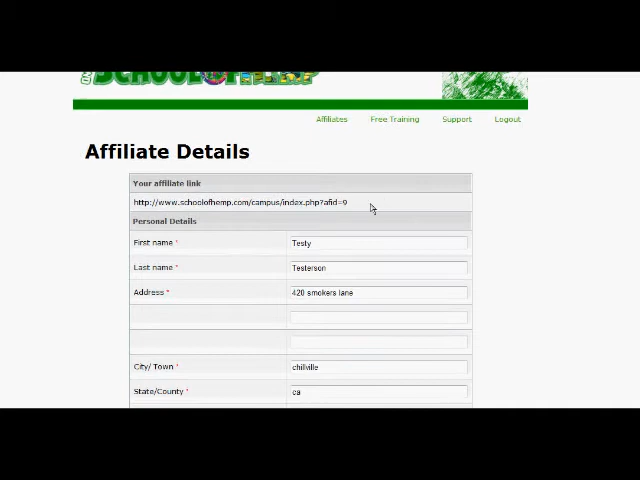 SCHOOLOFHEMP
Affiliates Free Training Support Logout
Affiliate Details
Your affiliate link
http://www.schoolofhemp.com/campus/index.php?afid=9
Personal Details
First name * Testy
Last name * Testerson
Address * 420 smokers lane
City/ Town * chillville
State/County * ca